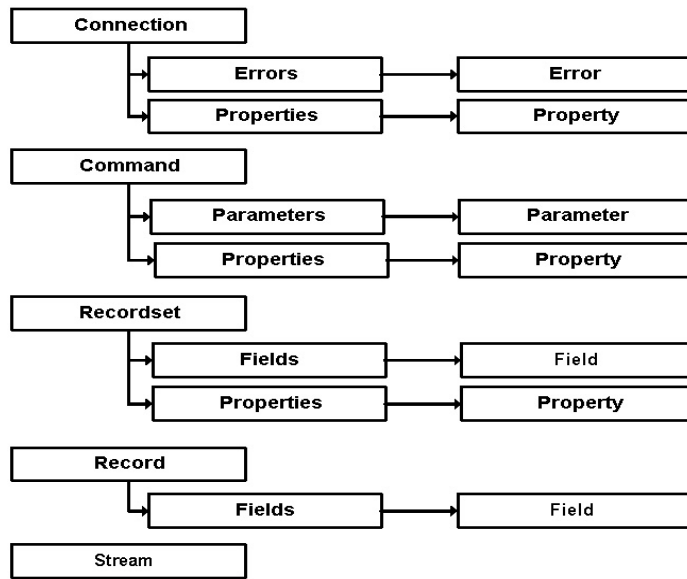 Connection
Errors Error
Properties Property
Command
Parameters Parameter
Properties Property
Recordset
Fields Field
Properties Property
Record
Fields Field
Stream